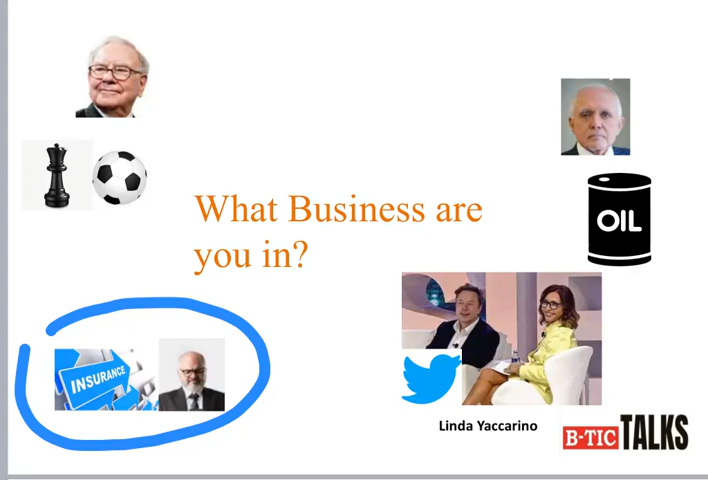 What Business are
you in?
OIL
INSURANCE
Linda Yaccarino
B-TIC TALKS